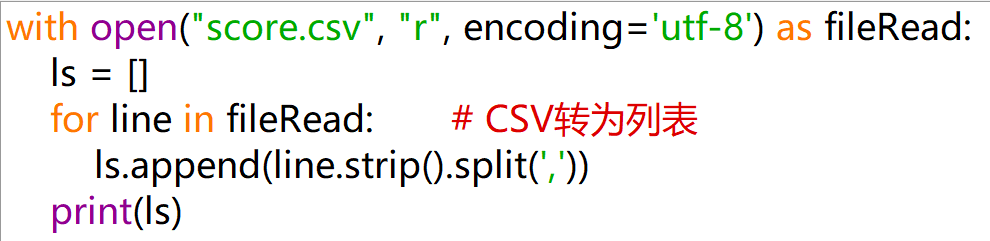 with open("score.csv", "r", encoding='utf-8') as fileRead:
    ls = []
    for line in fileRead:        # CSV转为列表
        ls.append(line.strip().split(','))
    print(ls)